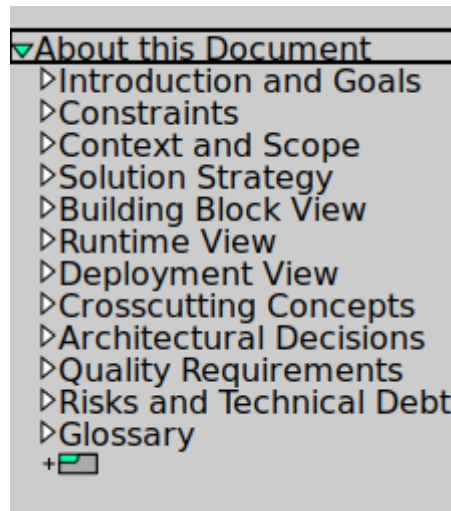 About this Document
Introduction and Goals
Constraints
Context and Scope
Solution Strategy
Building Block View
Runtime View
Deployment View
Crosscutting Concepts
Architectural Decisions
Quality Requirements
Risks and Technical Debt
Glossary
+